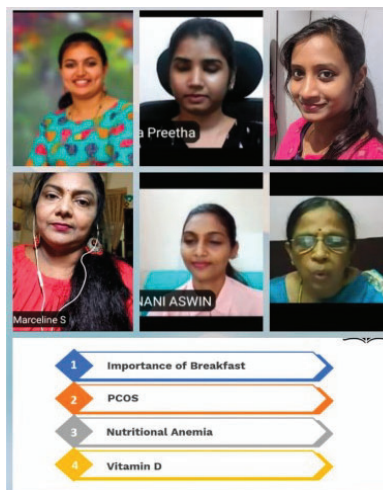 a Preetha
Marceline S
NANI ASWIN
1 Importance of Breakfast
2 PCOS
3 Nutritional Anemia
4 Vitamin D